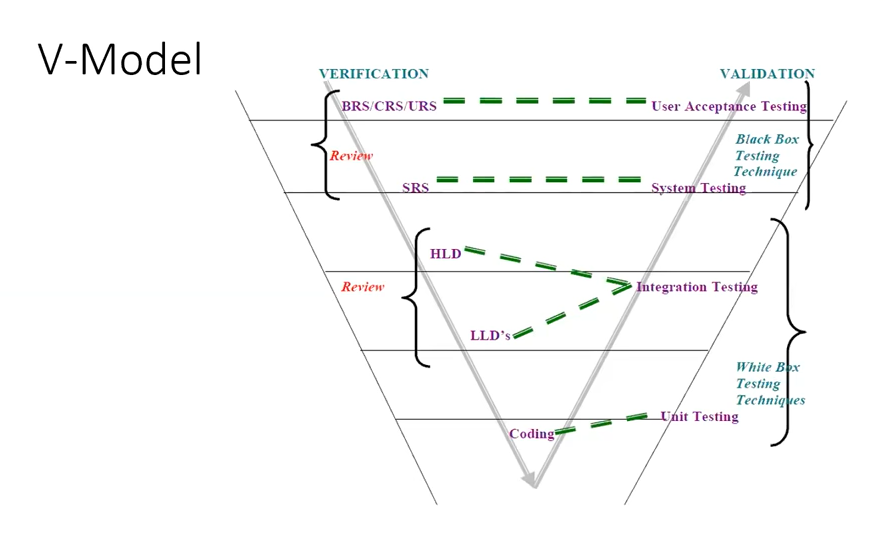 V-Model
VERIFICATION
VALIDATION
BRS/CRS/URS
User Acceptance Testing
Review
Black Box
Testing
Technique
SRS
System Testing
HLD
Review
Integration Testing
LLD's
White Box
Testing
Techniques
Coding
Unit Testing